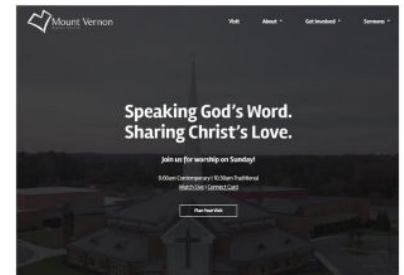 Mount Vernon
Visit
About
Get Involved
Sermons
Speaking God's Word.
Sharing Christ's Love.
Join us for worship on Sunday!
9:00am Contemporary | 10:30am Traditional
Watch Live | Connect Card
Plan Your Visit